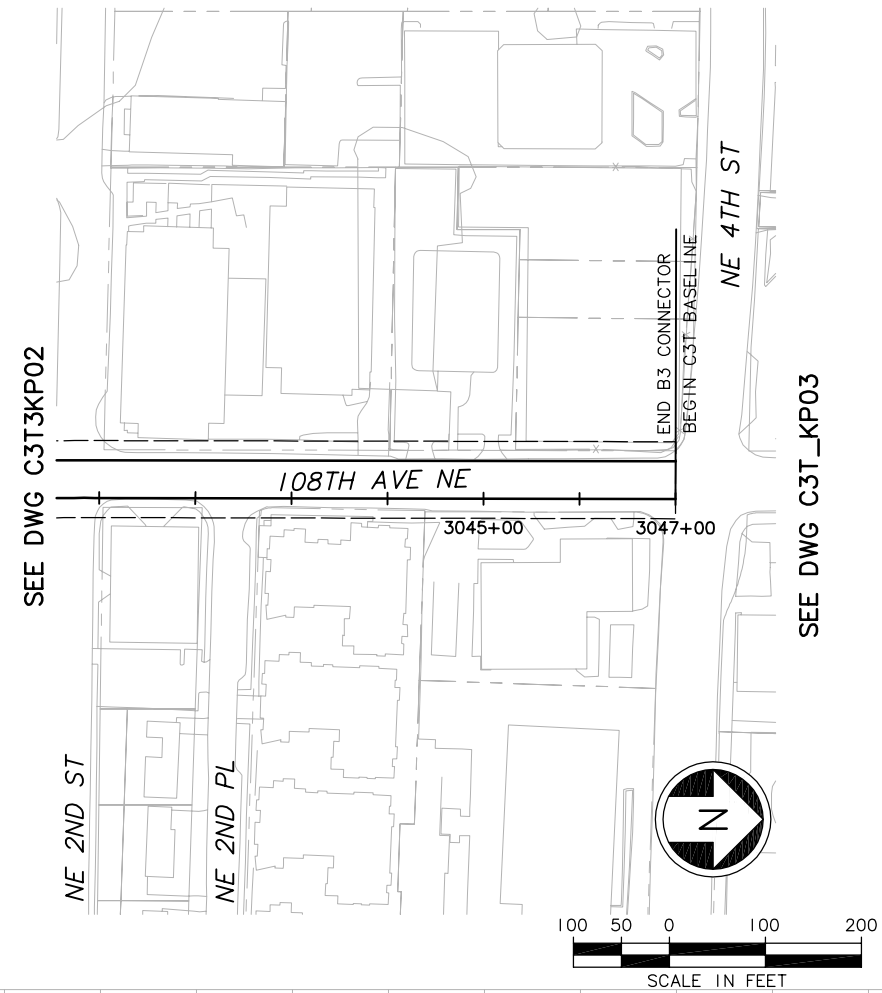 NE 4TH ST
END B3 CONNECTOR
BEGIN C3T BASELINE
SEE DWG C3T3KP02
SEE DWG C3T_KP03
108TH AVE NE
3045+00
3047+00
NE 2ND ST
NE 2ND PL
N
100 50 0 100 200
SCALE IN FEET